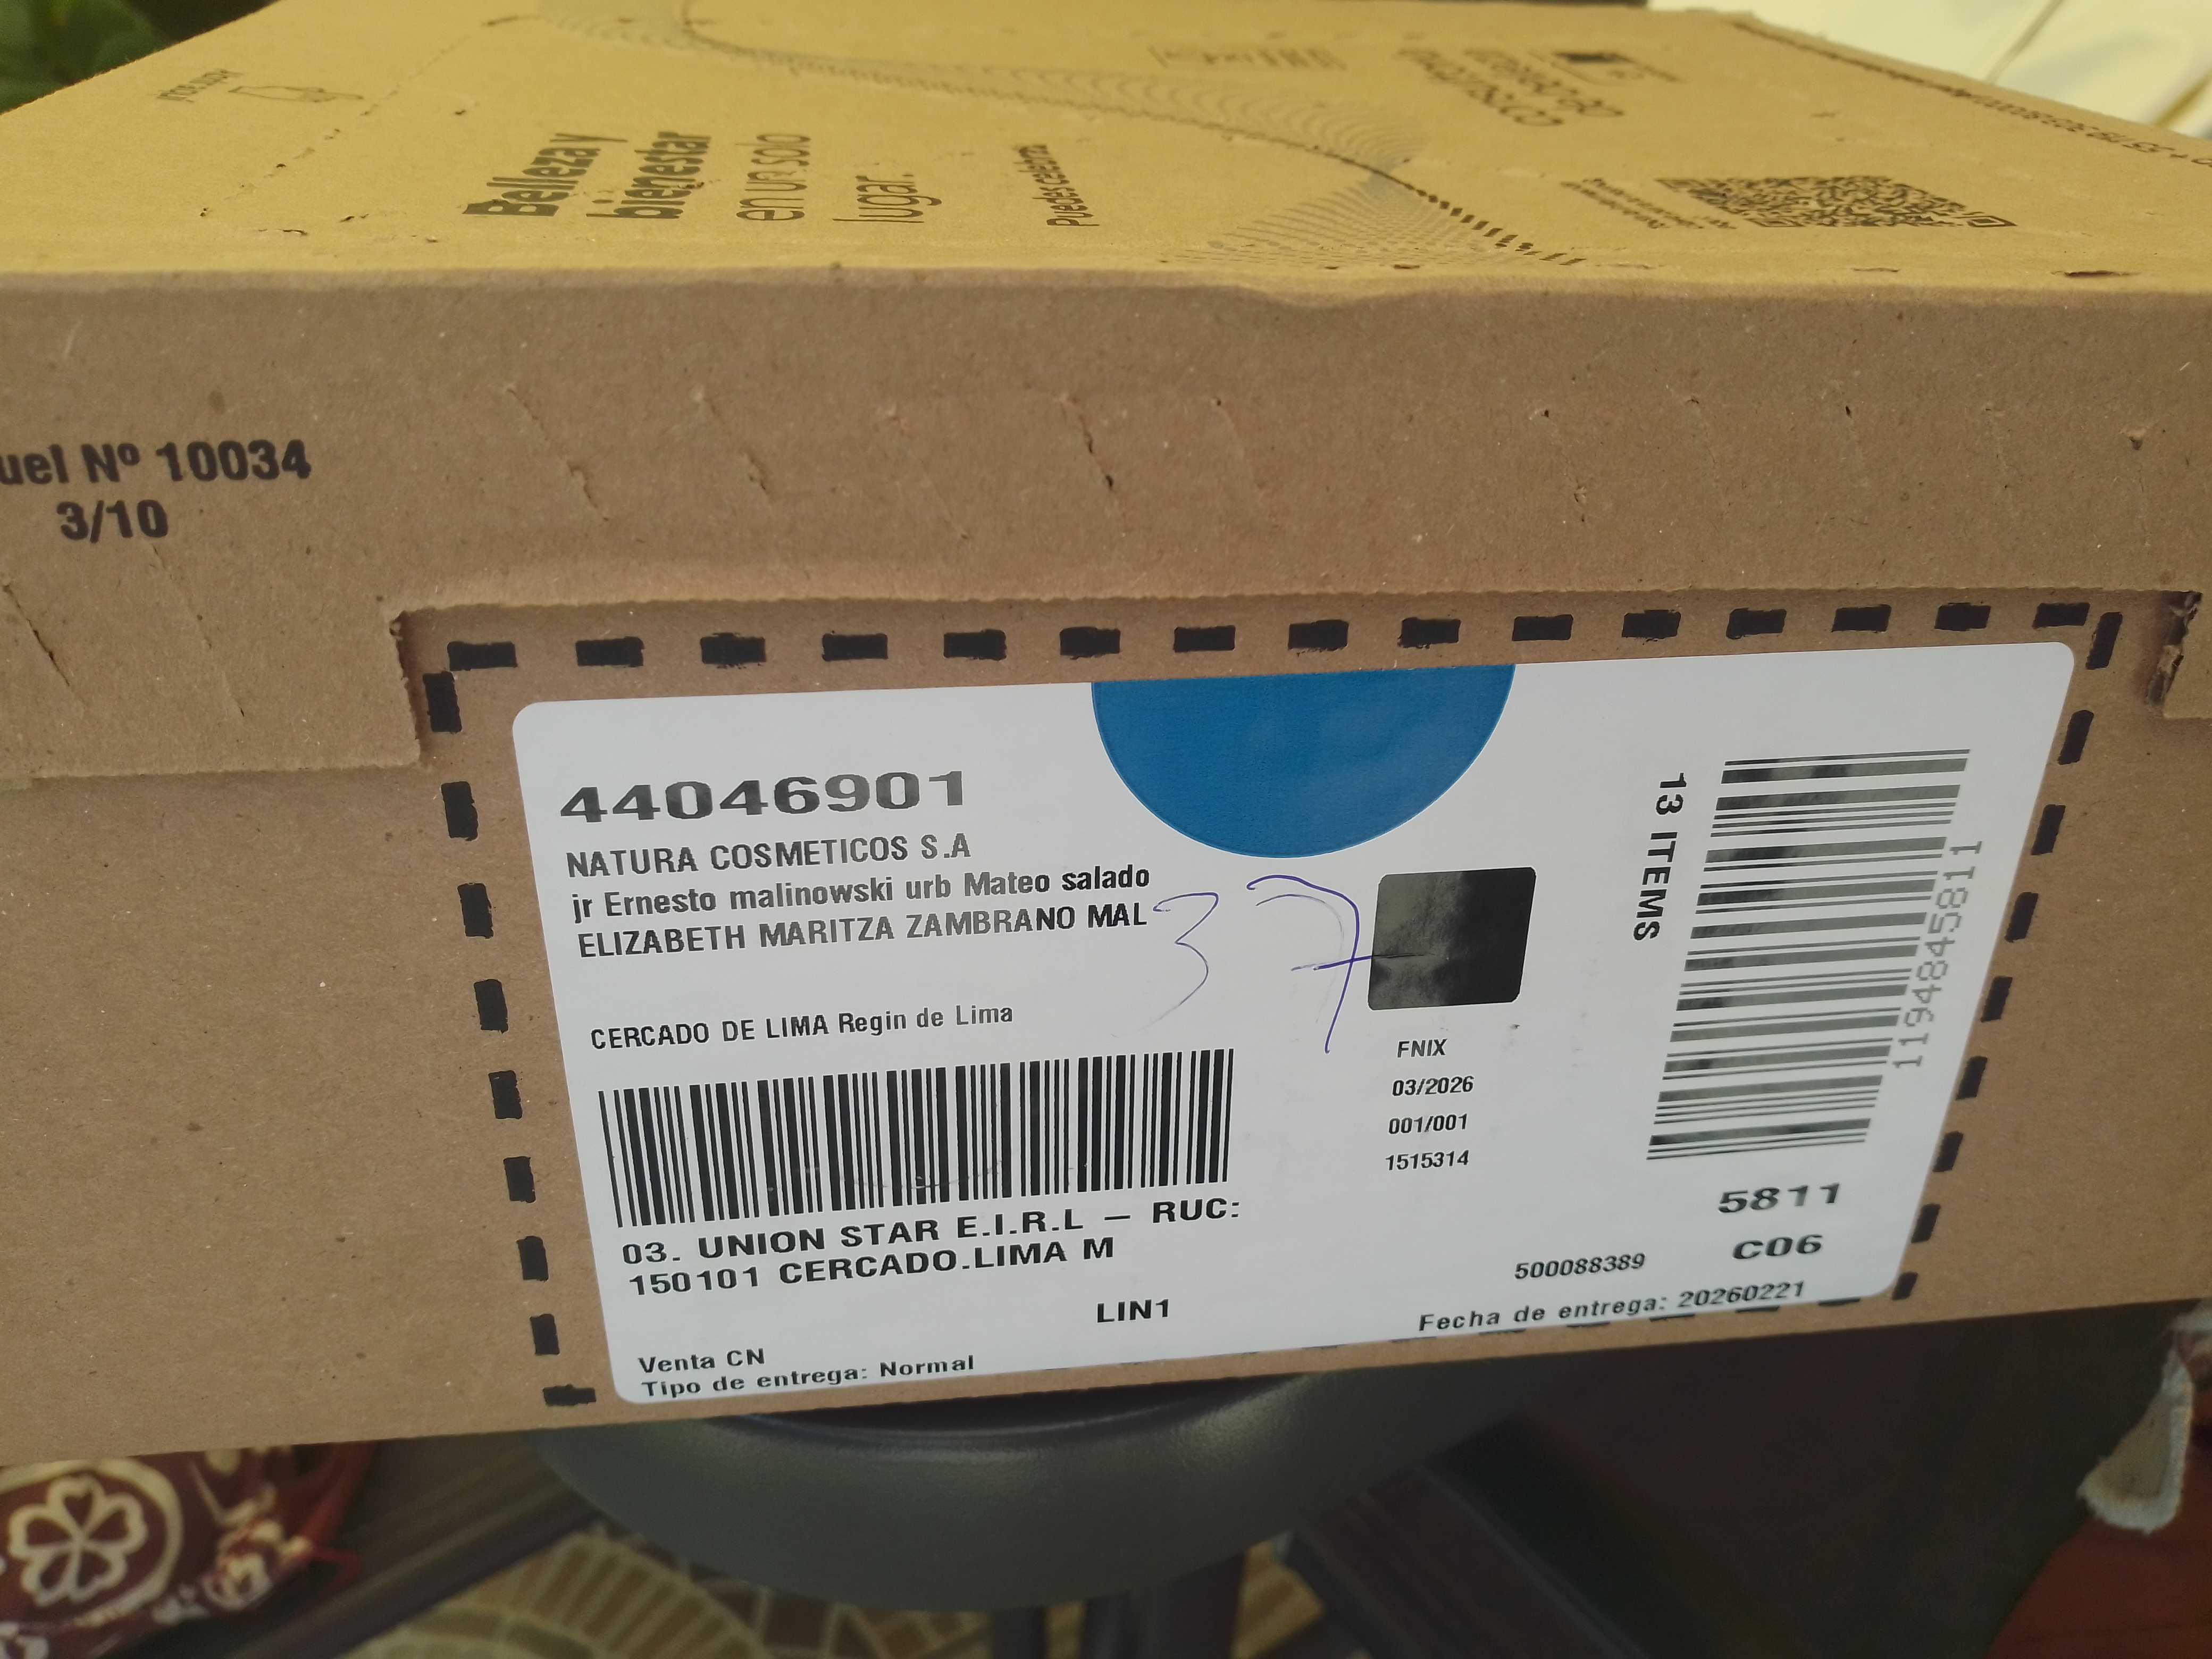 Belleza y
bienestar
en un solo
lugar.
Puedes celebrar
uel Nº 10034
3/10
44046901
NATURA COSMETICOS S.A
jr Ernesto malinowski urb Mateo salado
ELIZABETH MARITZA ZAMBRANO MAL
37
CERCADO DE LIMA Regin de Lima
03. UNION STAR E.I.R.L – RUC:
150101 CERCADO.LIMA M
LIN1
Venta CN
Tipo de entrega: Normal
FNIX
03/2026
001/001
1515314
13 ITEMS
1194845811
5811
C06
500088389
Fecha de entrega: 20260221